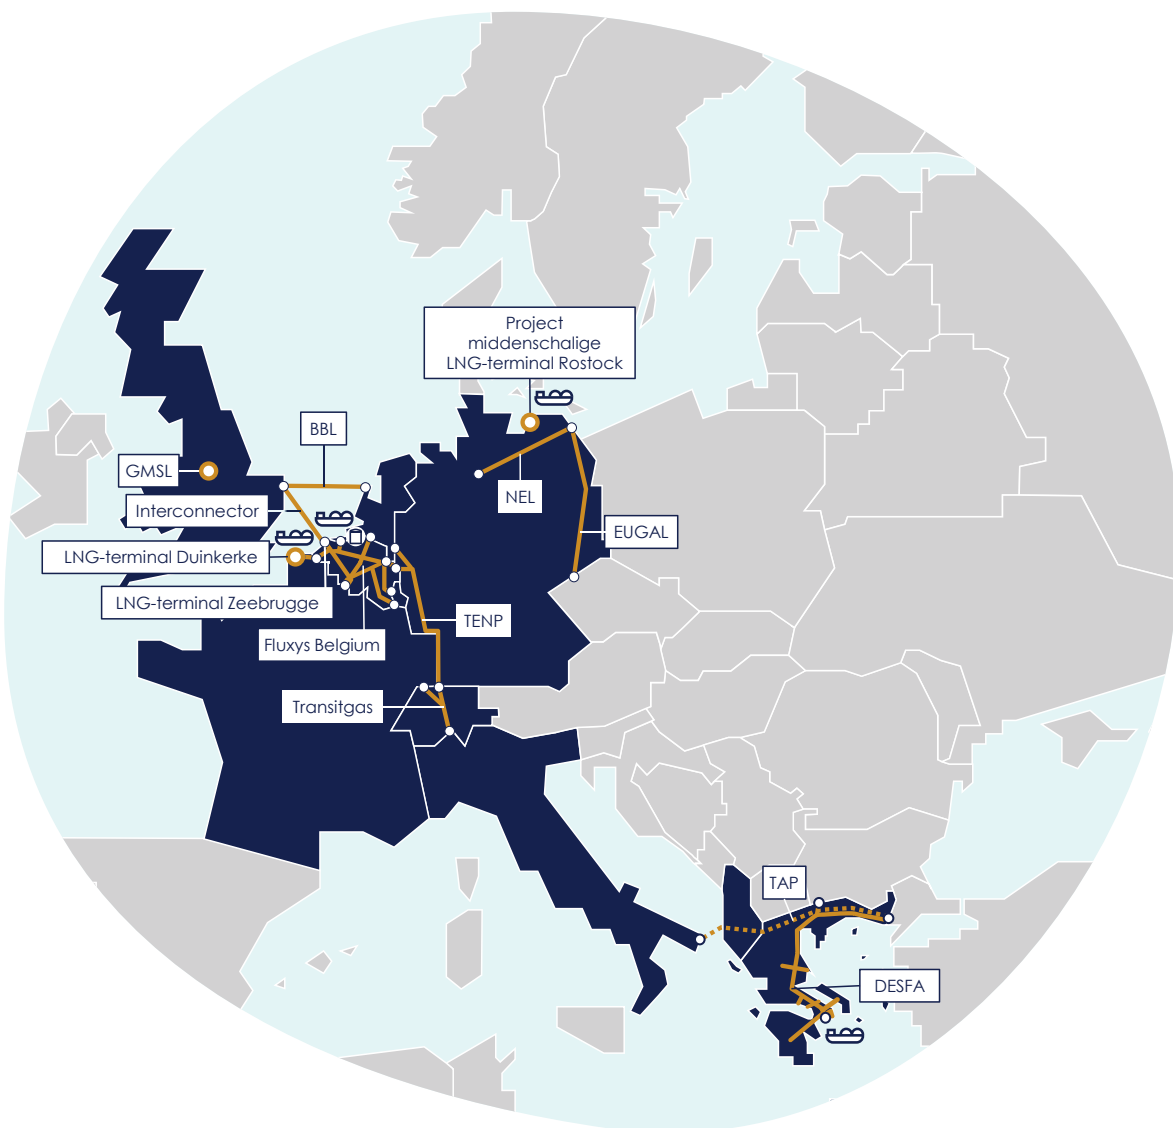 Project
middenschalige
LNG-terminal Rostock
BBL
GMSL
NEL
Interconnector
EUGAL
LNG-terminal Duinkerke
LNG-terminal Zeebrugge
TENP
Fluxys Belgium
Transitgas
TAP
DESFA